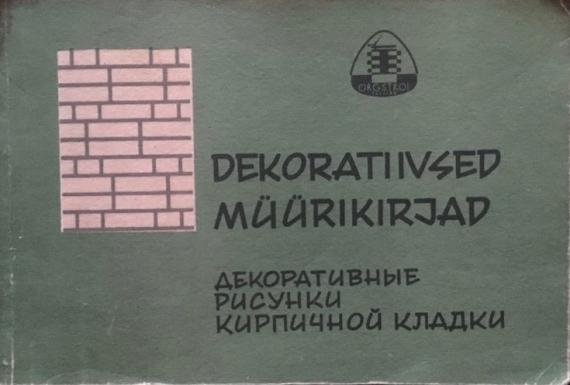 ORGSTROI
DEKORATIIVSED
MÜÜRIKIRJAD
ДЕКОРАТИВНЫЕ
РИСУНКИ
КИРПИЧНОЙ КЛАДКИ